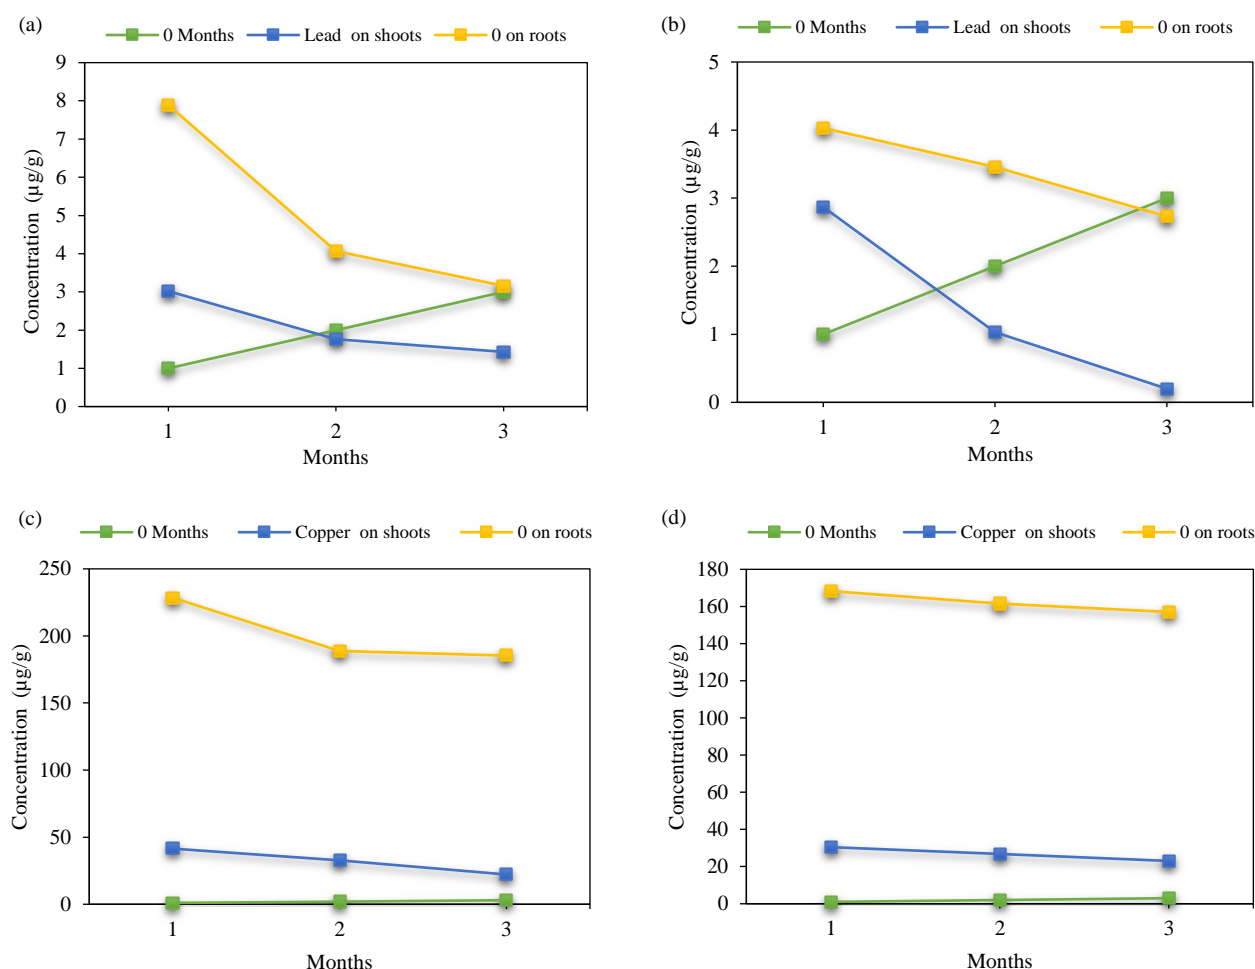 (a)
0 Months Lead on shoots 0 on roots
9
8
7
6
5
4
3
2
1
0
Concentration (µg/g)
1 2 3
Months
(b)
0 Months Lead on shoots 0 on roots
5
4
3
2
1
0
Concentration (µg/g)
1 2 3
Months
(c)
0 Months Copper on shoots 0 on roots
250
200
150
100
50
0
Concentration (µg/g)
1 2 3
Months
(d)
0 Months Copper on shoots 0 on roots
180
160
140
120
100
80
60
40
20
0
Concentration (µg/g)
1 2 3
Months